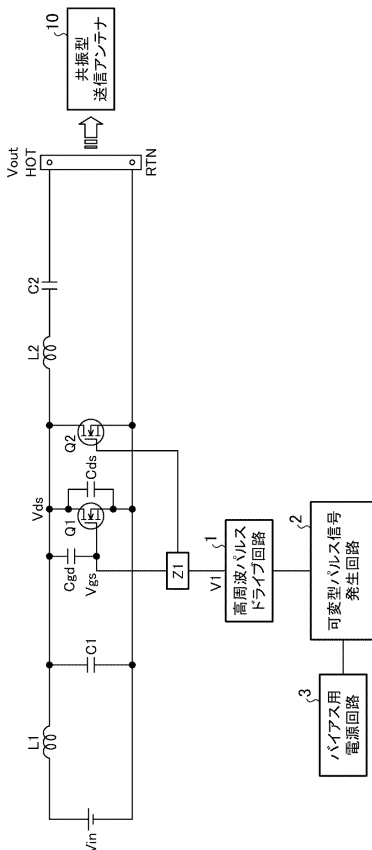 Vin
L1
C1
Cgd
Vgs
Vds
Q1
Cds
Q2
L2
C2
Vout
HOT
RTN
10
共振型
送信アンテナ
Z1
V1
1
高周波パルス
ドライブ回路
2
可変型パルス信号
発生回路
3
バイアス用
電源回路